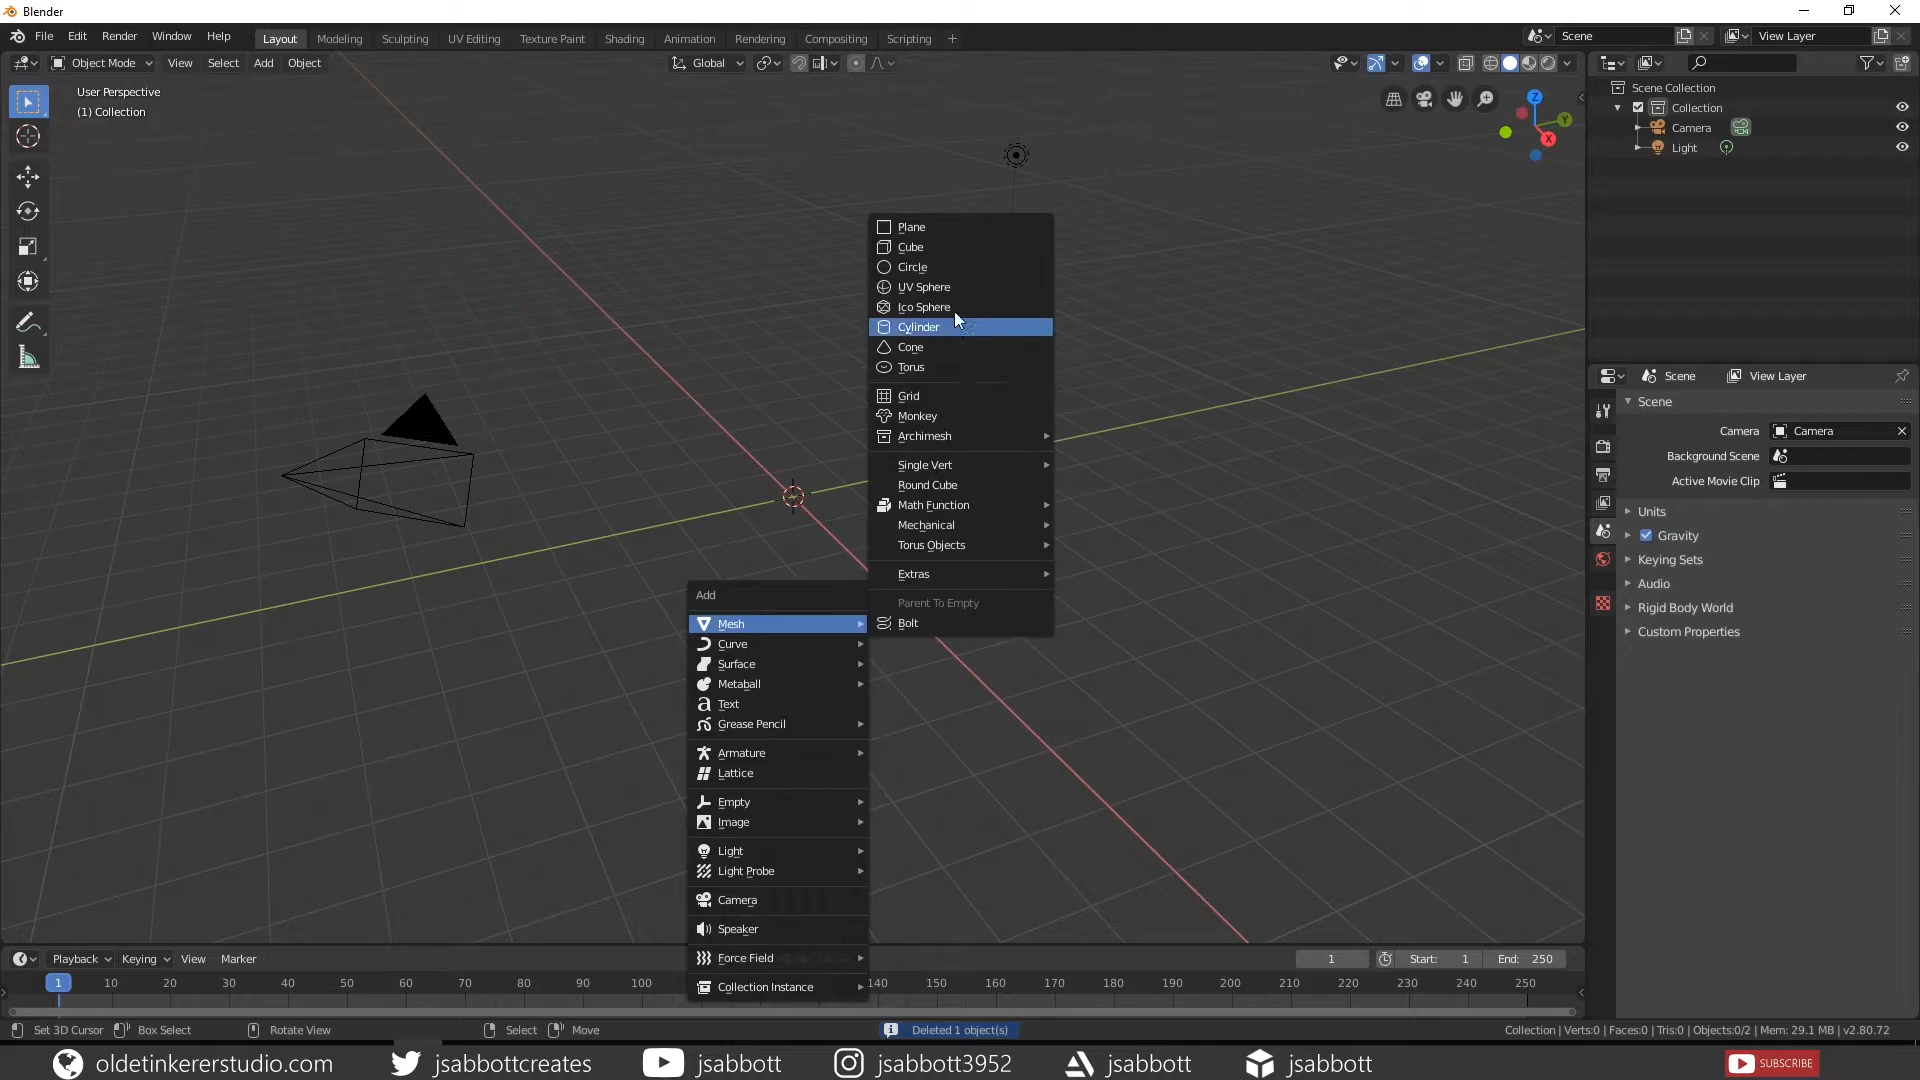 Blender
File Edit Render Window Help
Layout Modeling Sculpting UV Editing Texture Paint Shading Animation Rendering Compositing Scripting +
Scene View Layer
Object Mode View Select Add Object
Global
User Perspective
(1) Collection
Z
Y
X
Scene Collection
Collection
Camera
Light
Plane
Cube
Circle
UV Sphere
Ico Sphere
Cylinder
Cone
Torus
Grid
Monkey
Archimesh
Single Vert
Round Cube
Math Function
Mechanical
Torus Objects
Extras
Parent To Empty
Bolt
Add
Mesh
Curve
Surface
Metaball
Text
Grease Pencil
Armature
Lattice
Empty
Image
Light
Light Probe
Camera
Speaker
Force Field
Collection Instance
Scene View Layer
Scene
Camera Camera
Background Scene
Active Movie Clip
Units
Gravity
Keying Sets
Audio
Rigid Body World
Custom Properties
Playback Keying View Marker
1 Start: 1 End: 250
1 10 20 30 40 50 60 70 80 90 100 140 150 160 170 180 190 200 210 220 230 240 250
Set 3D Cursor Box Select Rotate View Select Move
Deleted 1 object(s)
Collection | Verts:0 | Faces:0 | Tris:0 | Objects:0/2 | Mem: 29.1 MB | v2.80.72
oldetinkererstudio.com jsabbottcreates jsabbott jsabbott3952 jsabbott jsabbott SUBSCRIBE